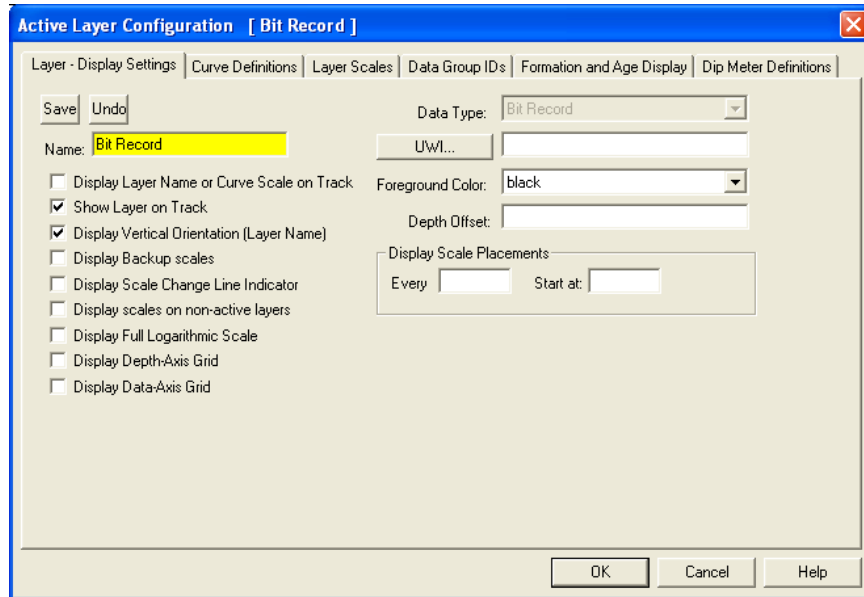 Active Layer Configuration [ Bit Record ]
Layer - Display Settings Curve Definitions Layer Scales Data Group IDs Formation and Age Display Dip Meter Definitions
Save Undo
Name: Bit Record
Display Layer Name or Curve Scale on Track
Show Layer on Track
Display Vertical Orientation (Layer Name)
Display Backup scales
Display Scale Change Line Indicator
Display scales on non-active layers
Display Full Logarithmic Scale
Display Depth-Axis Grid
Display Data-Axis Grid
Data Type: Bit Record
UWI...
Foreground Color: black
Depth Offset:
Display Scale Placements
Every Start at:
OK Cancel Help